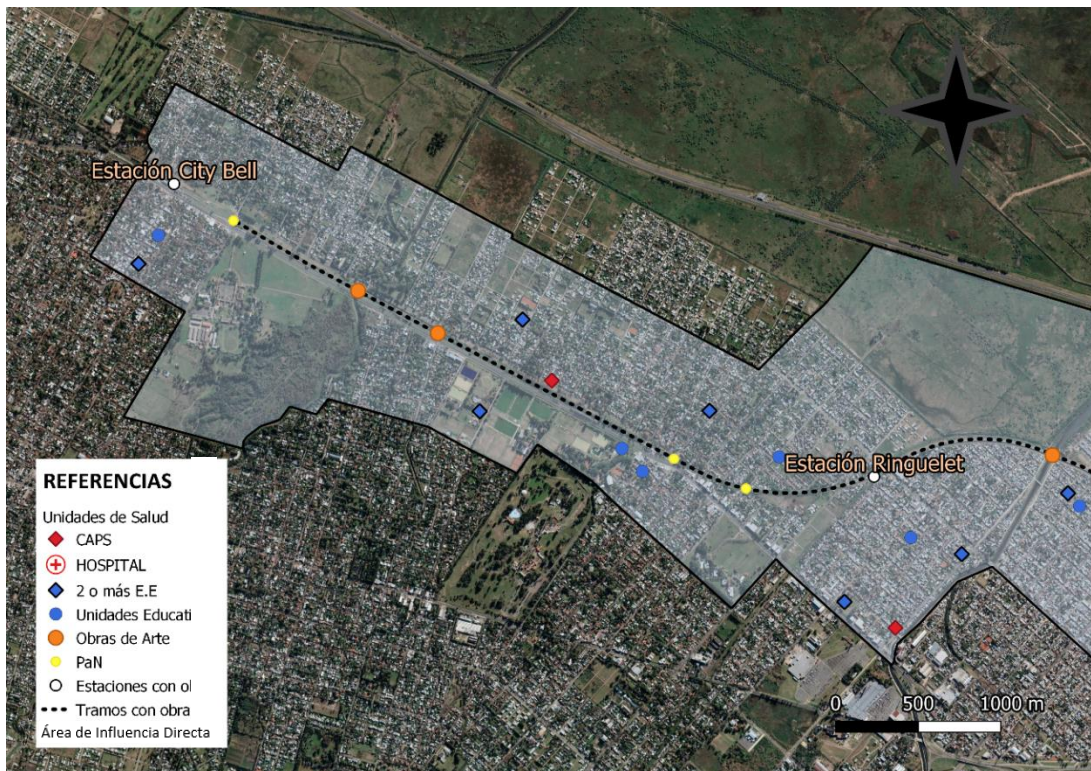 Estación City Bell
Estación Ringuelet
REFERENCIAS
Unidades de Salud
CAPS
HOSPITAL
2 o más E.E
Unidades Educati
Obras de Arte
PaN
Estaciones con ol
Tramos con obra
Área de Influencia Directa
0 500 1000 m